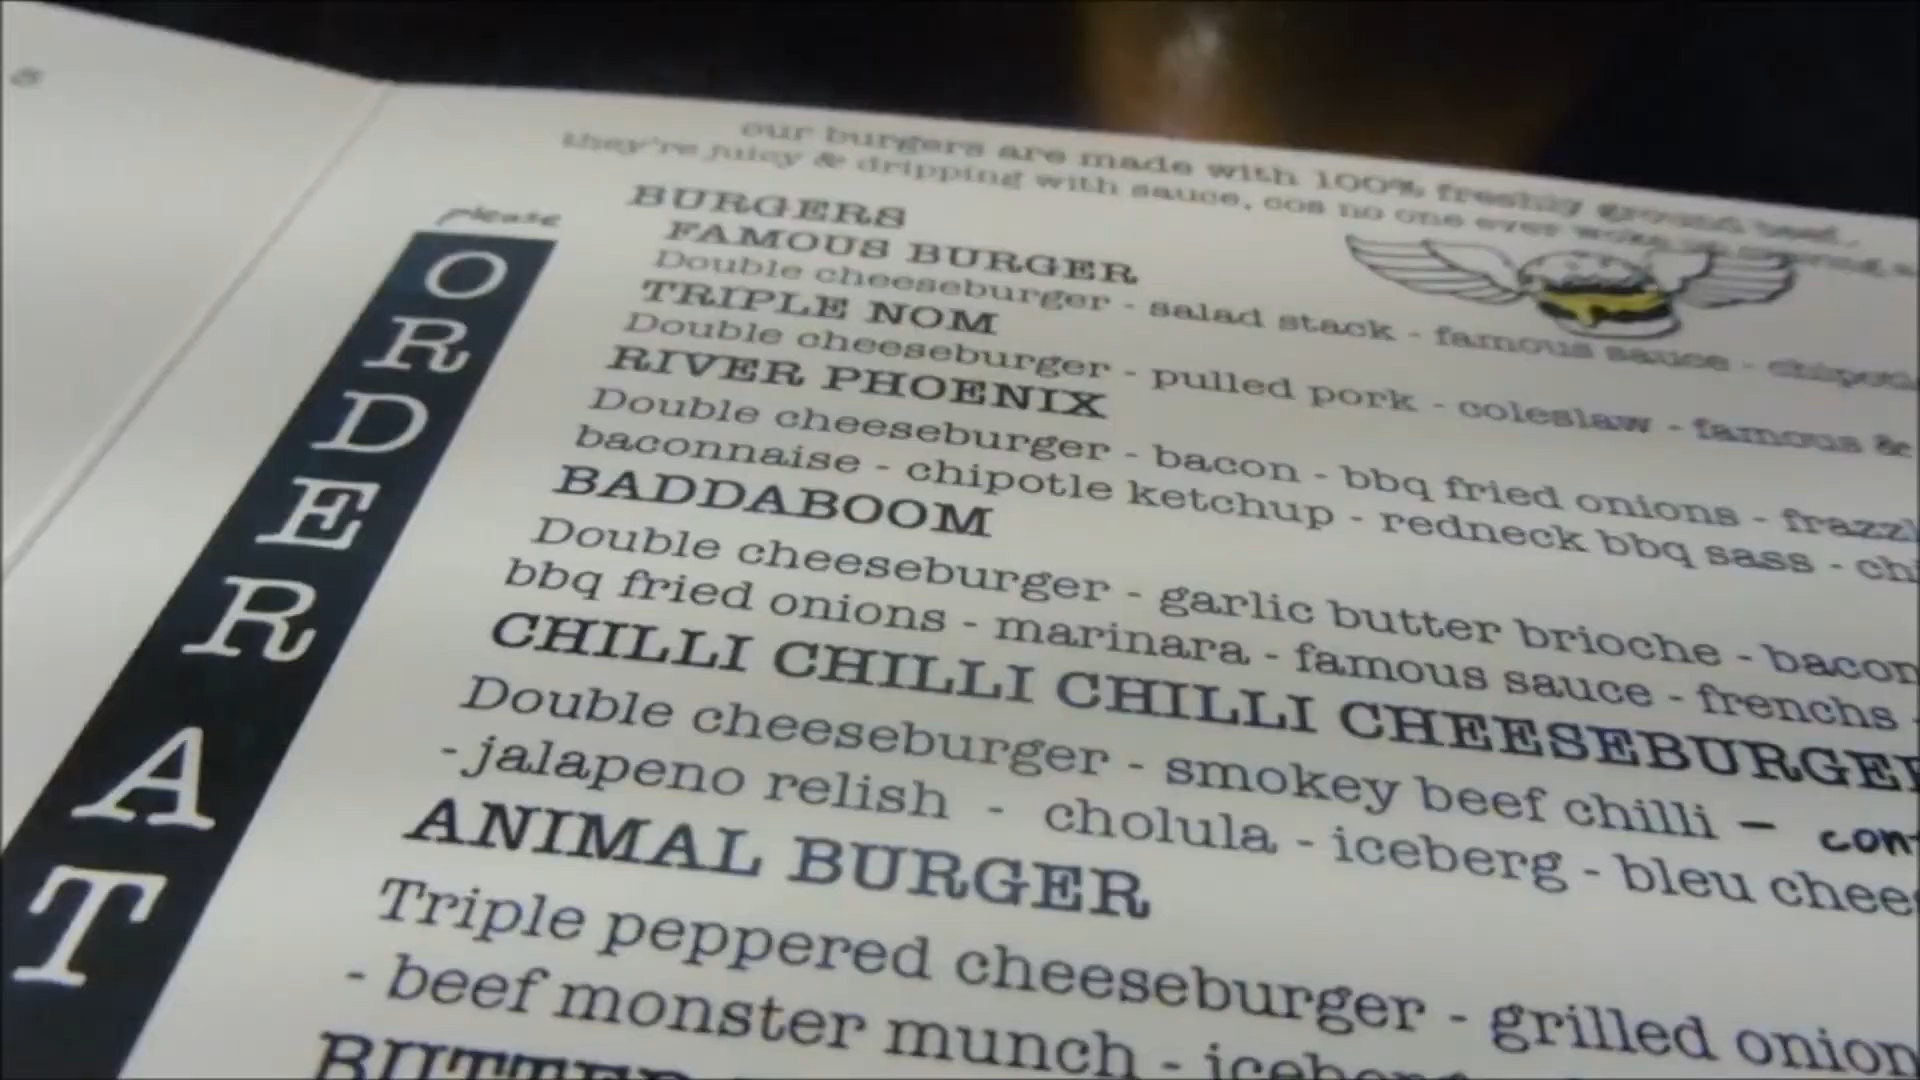 please
ORDER AT
our burgers are made with 100% freshly ground beef.
they're juicy & dripping with sauce, cos no one ever
BURGERS
FAMOUS BURGER
Double cheeseburger - salad stack - famous sauce -
TRIPLE NOM
Double cheeseburger - pulled pork - coleslaw - famous &
RIVER PHOENIX
Double cheeseburger - bacon - bbq fried onions -
baconnaise - chipotle ketchup - redneck bbq sass -
BADDABOOM
Double cheeseburger - garlic butter brioche - bacon
bbq fried onions - marinara - famous sauce - frenchs -
CHILLI CHILLI CHILLI CHEESEBURGER
Double cheeseburger - smokey beef chilli –
- jalapeno relish - cholula - iceberg - bleu
ANIMAL BURGER
Triple peppered cheeseburger - grilled onion
- beef monster munch -